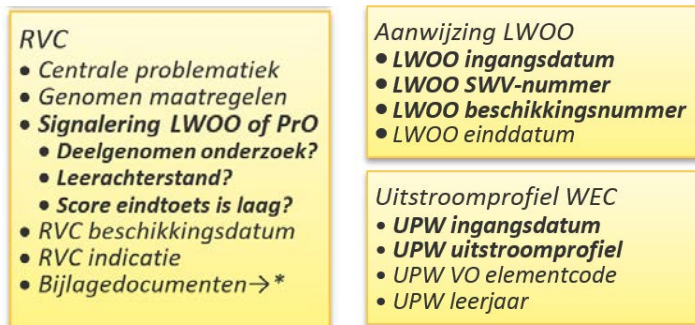 RVC
• Centrale problematiek
• Genomen maatregelen
• Signalering LWOO of PrO
• Deelgenomen onderzoek?
• Leerachterstand?
• Score eindtoets is laag?
• RVC beschikkingsdatum
• RVC indicatie
• Bijlagedocumenten→*
Aanwijzing LWOO
• LWOO ingangsdatum
• LWOO SWV-nummer
• LWOO beschikkingsnummer
• LWOO einddatum
Uitstroomprofiel WEC
• UPW ingangsdatum
• UPW uitstroomprofiel
• UPW VO elementcode
• UPW leerjaar